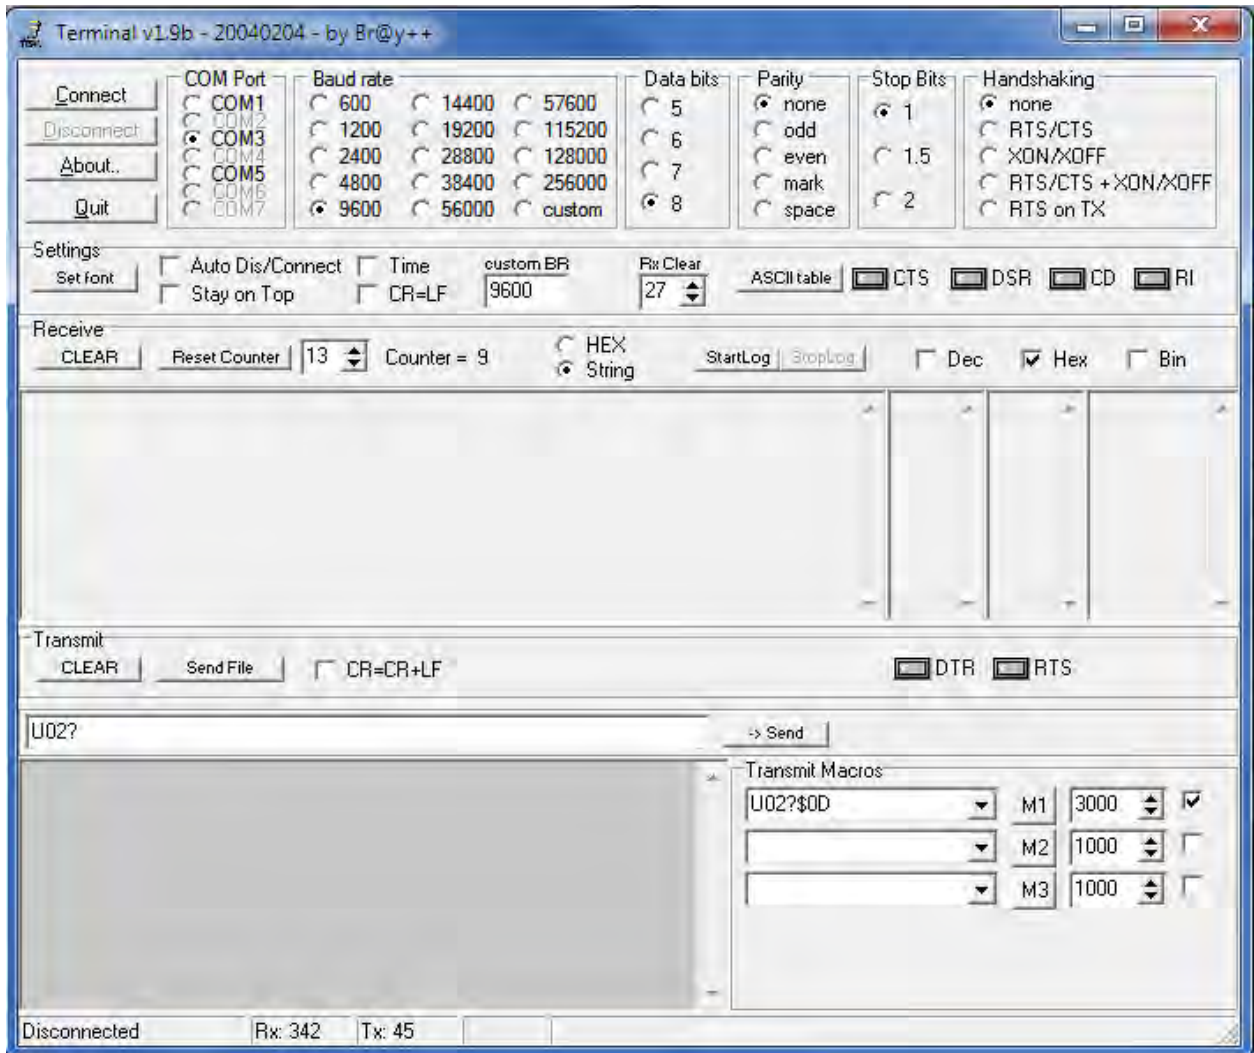 Terminal v1.9b - 20040204 - by Br@y++
Connect
Disconnect
About..
Quit
COM Port
COM1
COM2
COM3
COM4
COM5
COM6
COM7
Baud rate
600 14400 57600
1200 19200 115200
2400 28800 128000
4800 38400 256000
9600 56000 custom
Data bits
5
6
7
8
Parity
none
odd
even
mark
space
Stop Bits
1
1.5
2
Handshaking
none
RTS/CTS
XON/XOFF
RTS/CTS + XON/XOFF
RTS on TX
Settings
Set font
Auto Dis/Connect
Stay on Top
Time
CR=LF
custom BR
9600
Rx Clear
27
ASCII table
CTS DSR CD RI
Receive
CLEAR Reset Counter 13 Counter = 9
HEX
String
StartLog StopLog Dec Hex Bin
Transmit
CLEAR Send File CR=CR+LF DTR RTS
U02? -> Send
Transmit Macros
U02?$0D M1 3000
M2 1000
M3 1000
Disconnected Rx: 342 Tx: 45